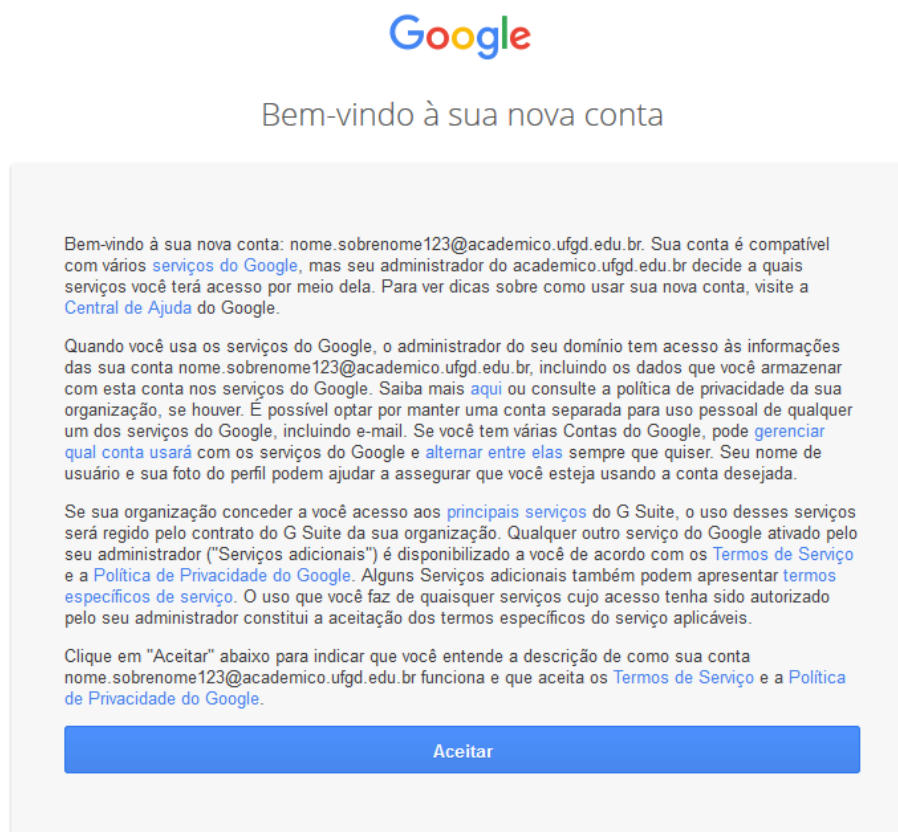 Google
Bem-vindo à sua nova conta
Bem-vindo à sua nova conta: nome.sobrenome123@academico.ufgd.edu.br. Sua conta é compatível
com vários serviços do Google, mas seu administrador do academico.ufgd.edu.br decide a quais
serviços você terá acesso por meio dela. Para ver dicas sobre como usar sua nova conta, visite a
Central de Ajuda do Google.
Quando você usa os serviços do Google, o administrador do seu domínio tem acesso às informações
das sua conta nome.sobrenome123@academico.ufgd.edu.br, incluindo os dados que você armazenar
com esta conta nos serviços do Google. Saiba mais aqui ou consulte a política de privacidade da sua
organização, se houver. É possível optar por manter uma conta separada para uso pessoal de qualquer
um dos serviços do Google, incluindo e-mail. Se você tem várias Contas do Google, pode gerenciar
qual conta usará com os serviços do Google e alternar entre elas sempre que quiser. Seu nome de
usuário e sua foto do perfil podem ajudar a assegurar que você esteja usando a conta desejada.
Se sua organização conceder a você acesso aos principais serviços do G Suite, o uso desses serviços
será regido pelo contrato do G Suite da sua organização. Qualquer outro serviço do Google ativado pelo
seu administrador ("Serviços adicionais") é disponibilizado a você de acordo com os Termos de Serviço
e a Política de Privacidade do Google. Alguns Serviços adicionais também podem apresentar termos
específicos de serviço. O uso que você faz de quaisquer serviços cujo acesso tenha sido autorizado
pelo seu administrador constitui a aceitação dos termos específicos do serviço aplicáveis.
Clique em "Aceitar" abaixo para indicar que você entende a descrição de como sua conta
nome.sobrenome123@academico.ufgd.edu.br funciona e que aceita os Termos de Serviço e a Política
de Privacidade do Google.
Aceitar